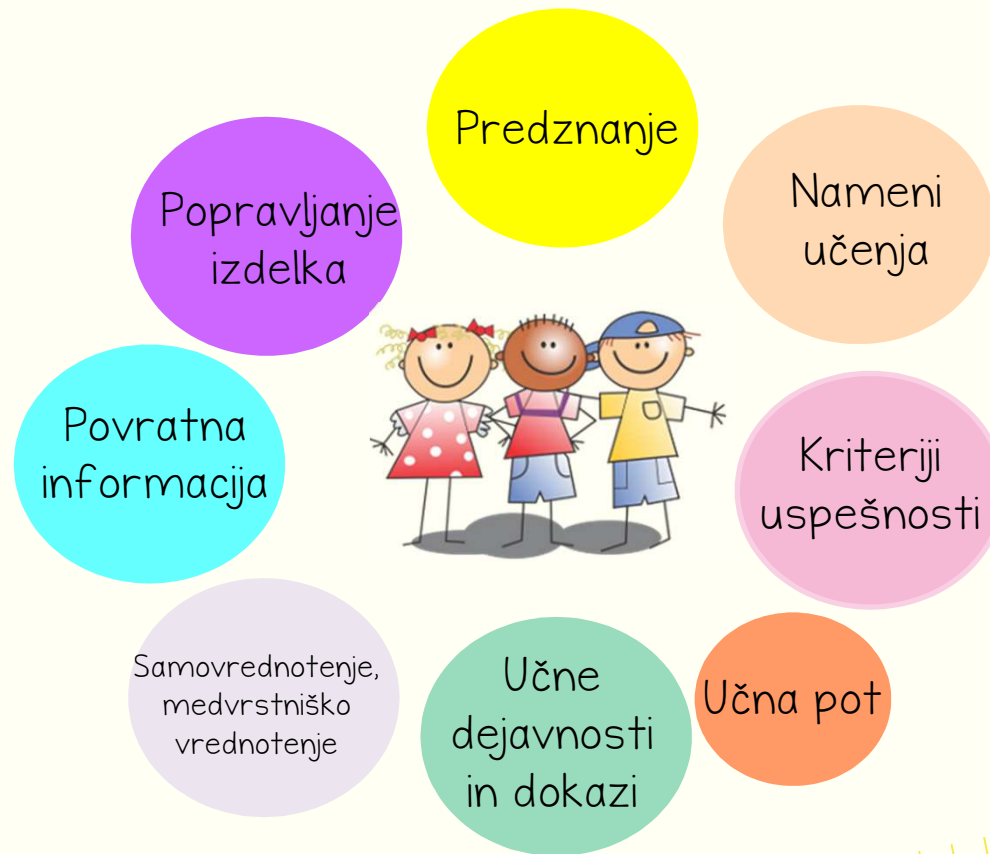 Predznanje
Nameni
učenja
Kriteriji
uspešnosti
Učna pot
Učne
dejavnosti
in dokazi
Samovrednotenje,
medvrstniško
vrednotenje
Povratna
informacija
Popravljanje
izdelka